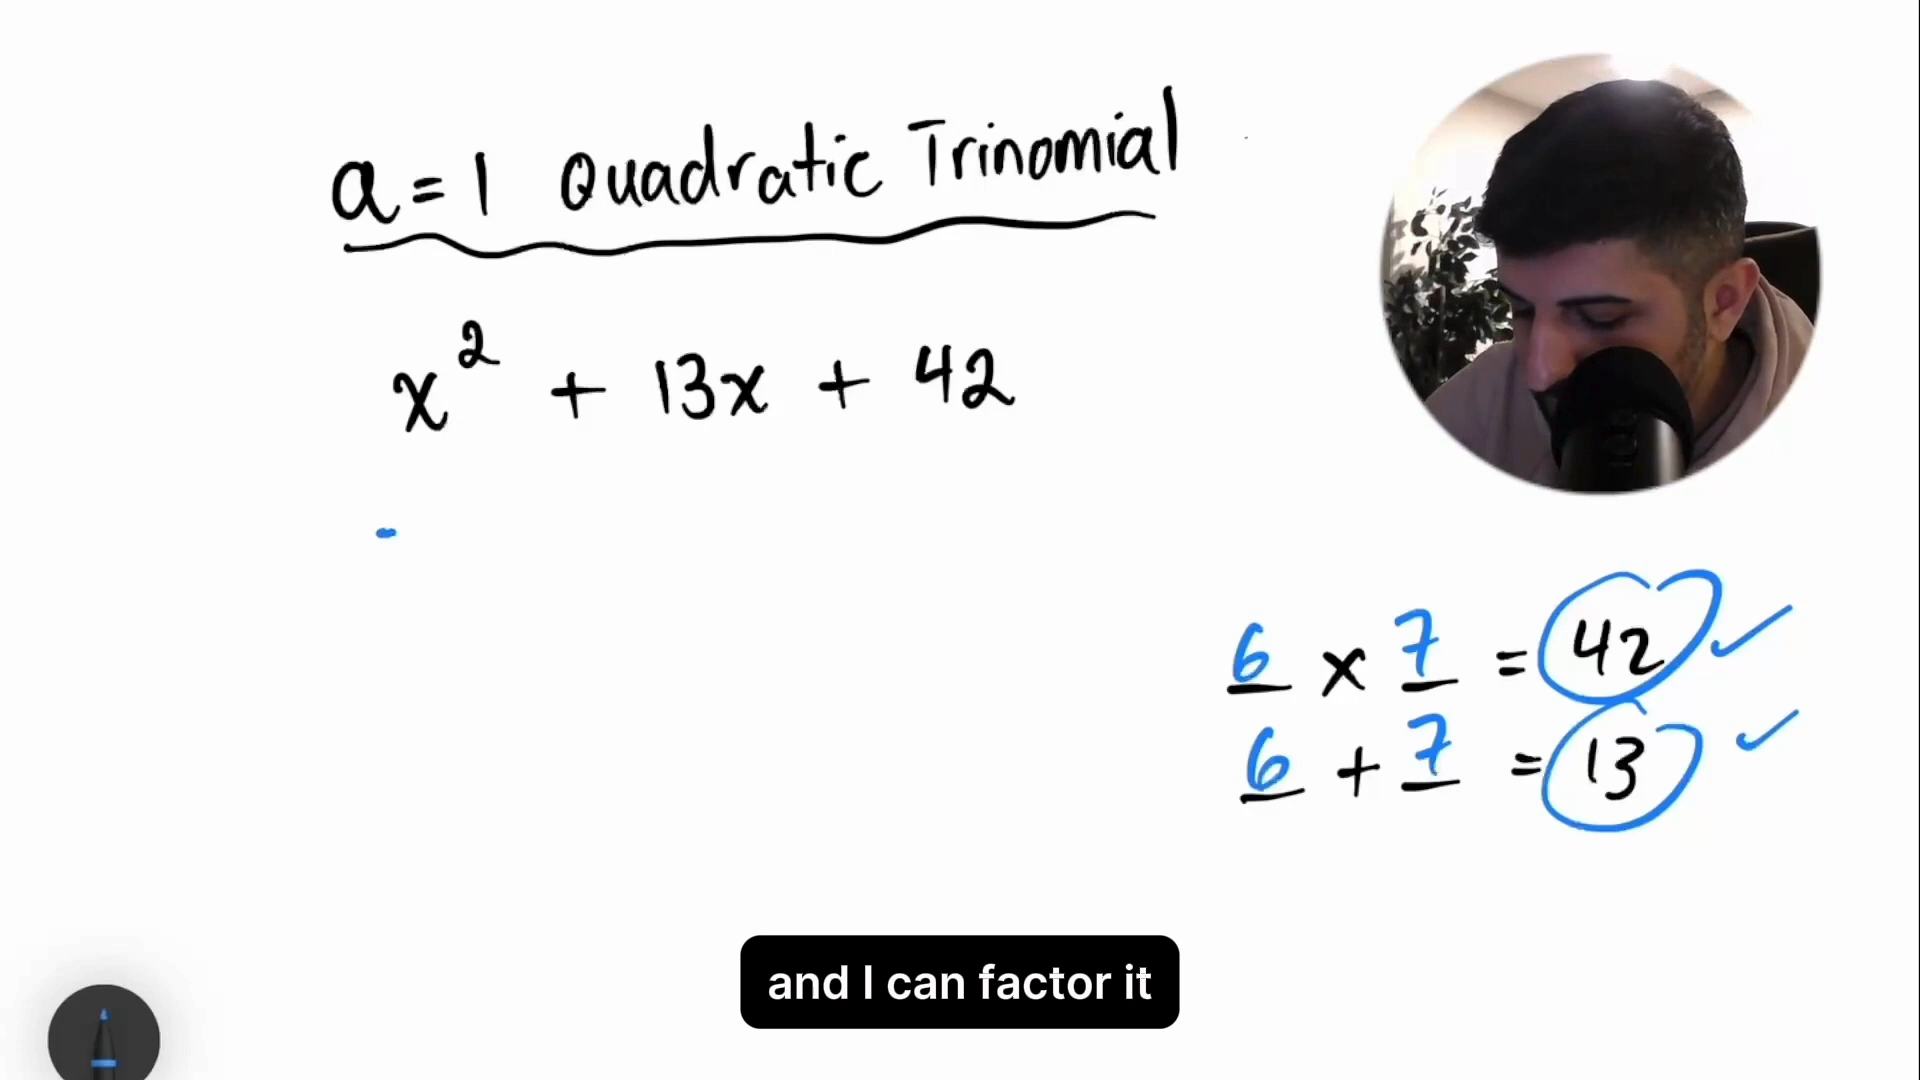 a = 1 Quadratic Trinomial
x² + 13x + 42
6 x 7 = 42
6 + 7 = 13
and I can factor it